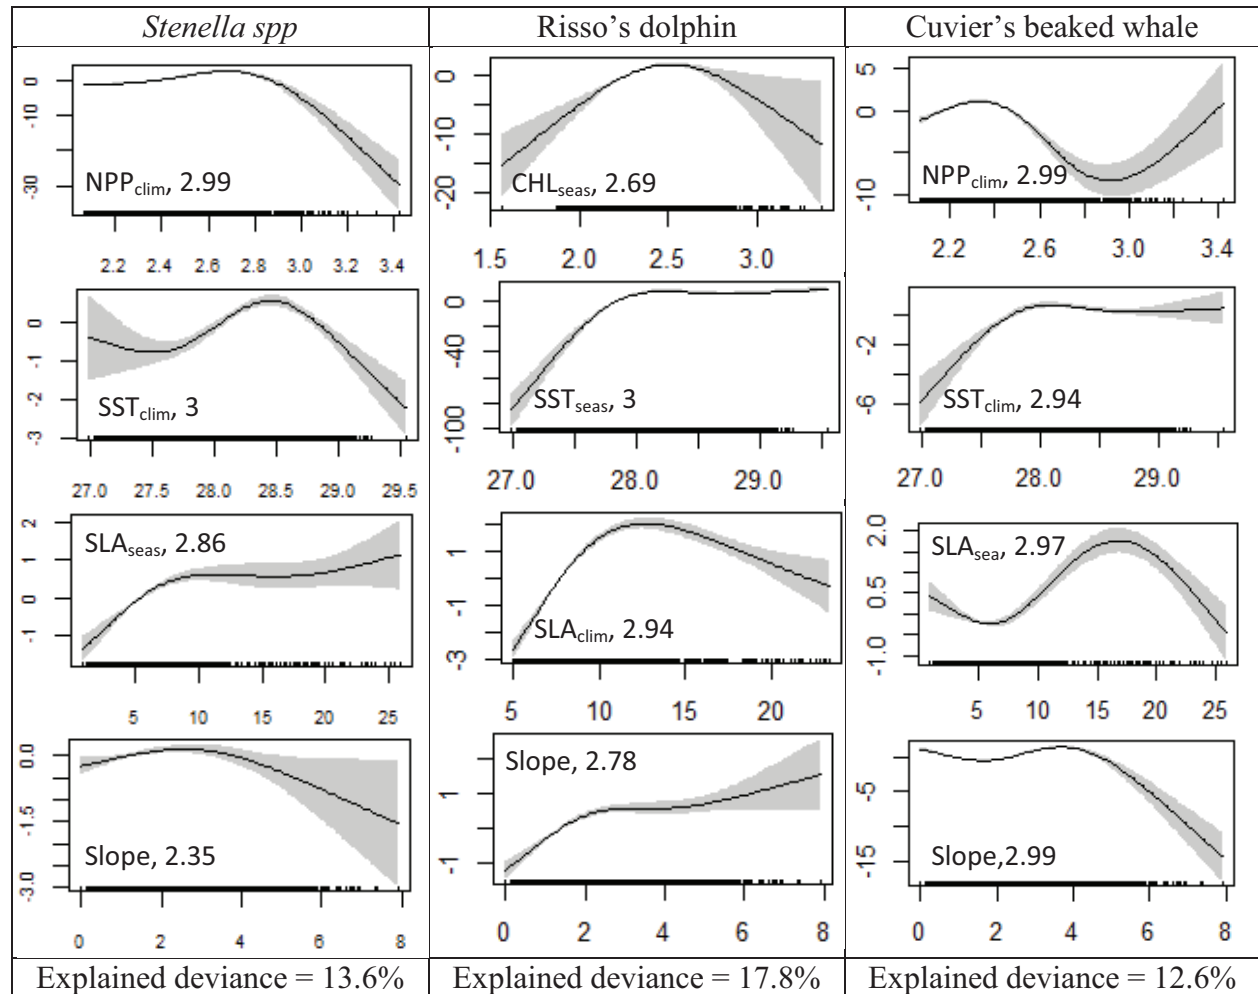 Stenella spp
Risso's dolphin
Cuvier's beaked whale
0
-10
-30
NPPclim, 2.99
2.2 2.4 2.6 2.8 3.0 3.2 3.4
0
-10
-20
CHLseas, 2.69
1.5 2.0 2.5 3.0
5
0
-10
NPPclim, 2.99
2.2 2.6 3.0 3.4
0
-1
-2
-3
SSTclim, 3
27.0 27.5 28.0 28.5 29.0 29.5
0
-40
-100
SSTseas, 3
27.0 28.0 29.0
-2
-6
SSTclim, 2.94
27.0 28.0 29.0
2
1
0
-1
SLAseas, 2.86
5 10 15 20 25
1
-1
-3
SLAclim, 2.94
5 10 15 20
2.0
0.5
-1.0
SLAsea, 2.97
5 10 15 20 25
0.0
-1.5
-3.0
Slope, 2.35
0 2 4 6 8
1
-1
Slope, 2.78
0 2 4 6 8
-5
-15
Slope,2.99
0 2 4 6 8
Explained deviance = 13.6%
Explained deviance = 17.8%
Explained deviance = 12.6%